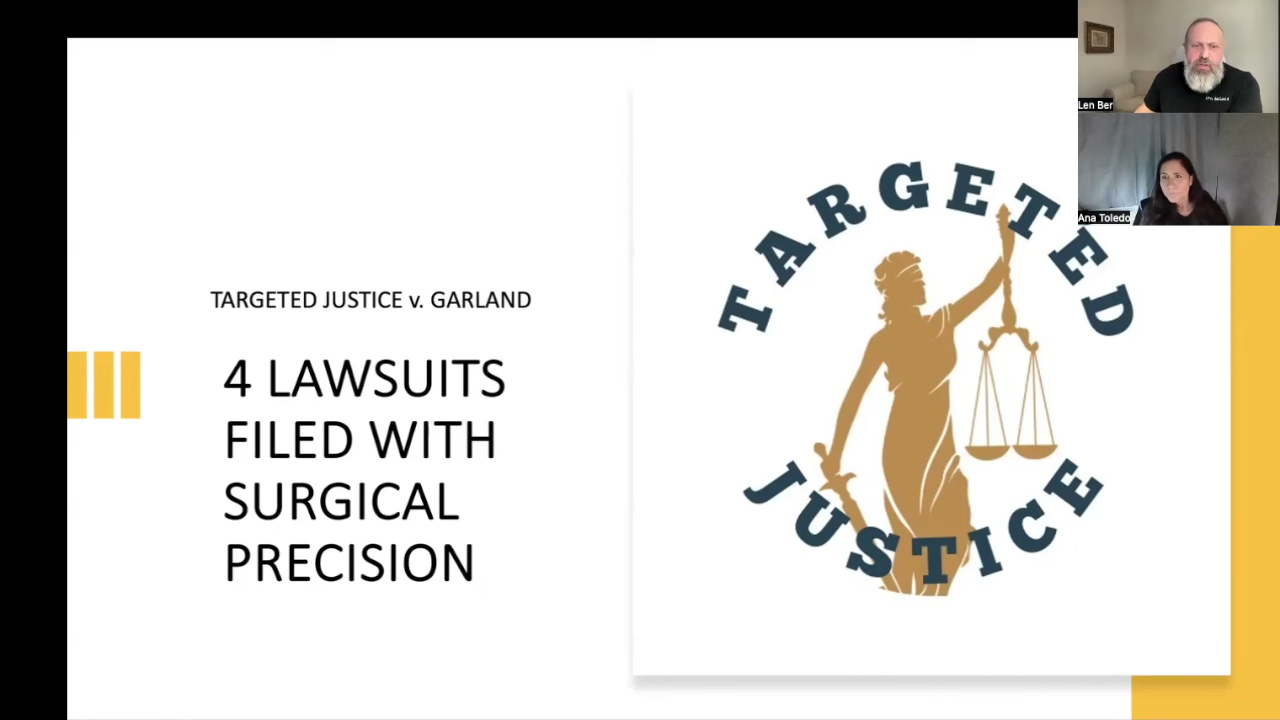 TARGETED JUSTICE v. GARLAND
4 LAWSUITS
FILED WITH
SURGICAL
PRECISION
TARGETED
JUSTICE
Len Ber
Ana Toledo